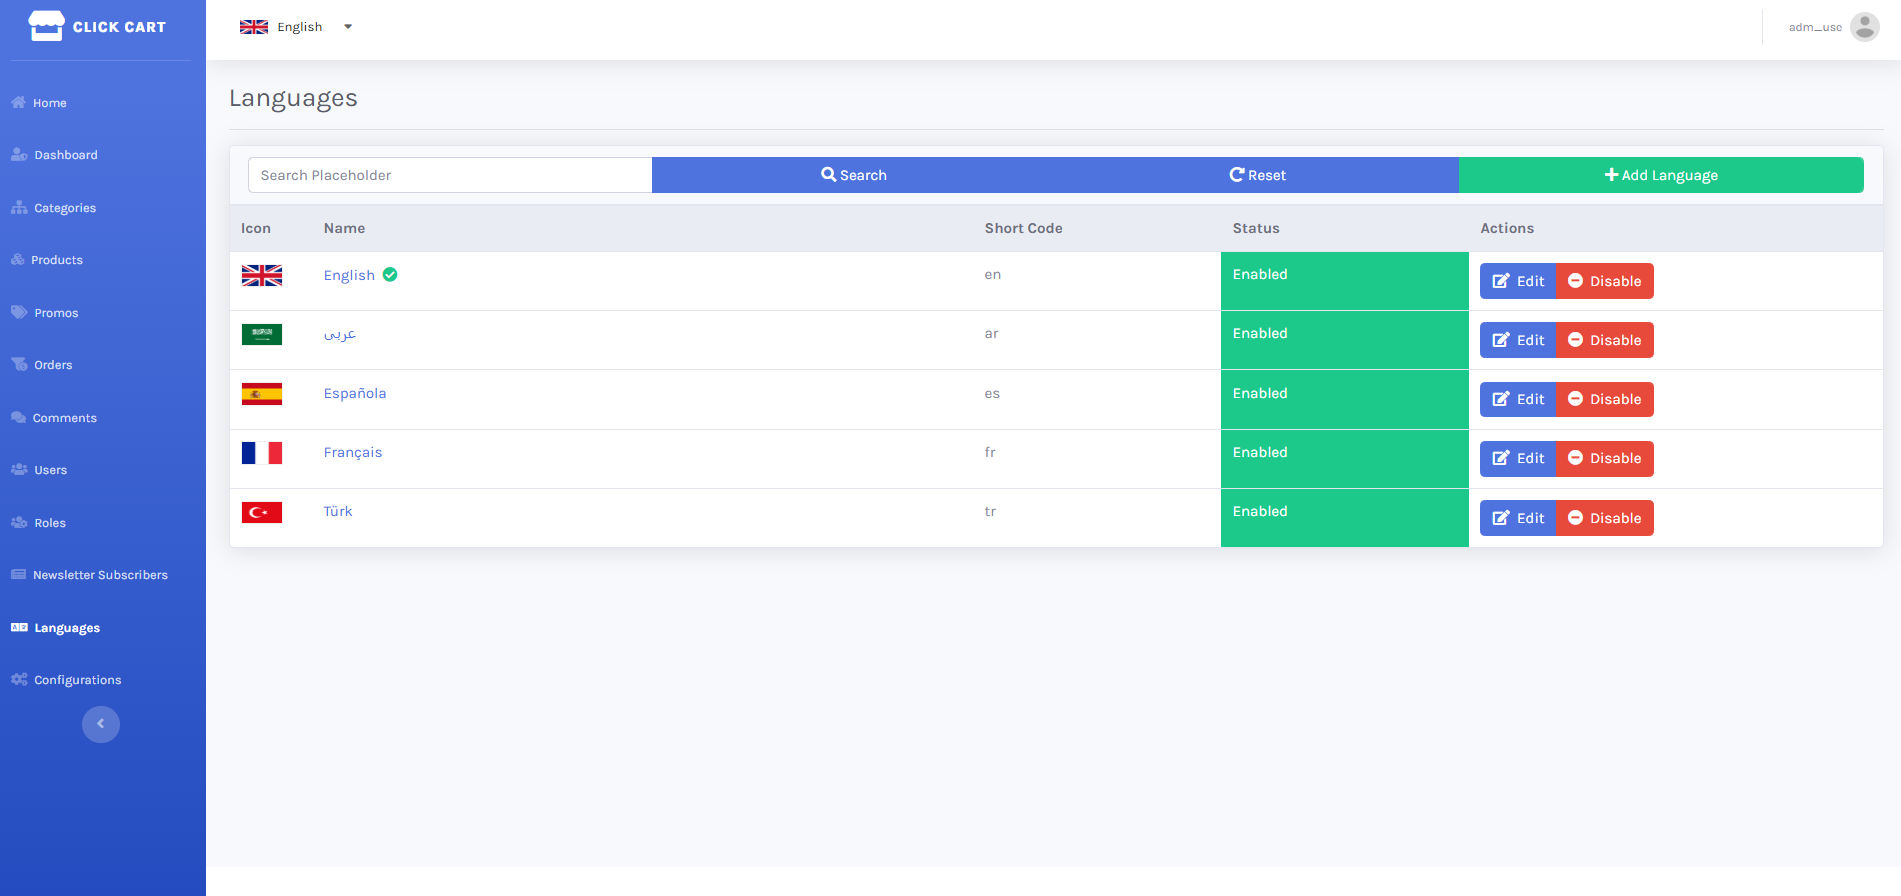 CLICK CART
English
adm_use
Home
Dashboard
Categories
Products
Promos
Orders
Comments
Users
Roles
Newsletter Subscribers
Languages
Configurations
Languages
Search Placeholder Search Reset Add Language
Icon Name Short Code Status Actions
English en Enabled Edit Disable
عربى ar Enabled Edit Disable
Española es Enabled Edit Disable
Français fr Enabled Edit Disable
Türk tr Enabled Edit Disable